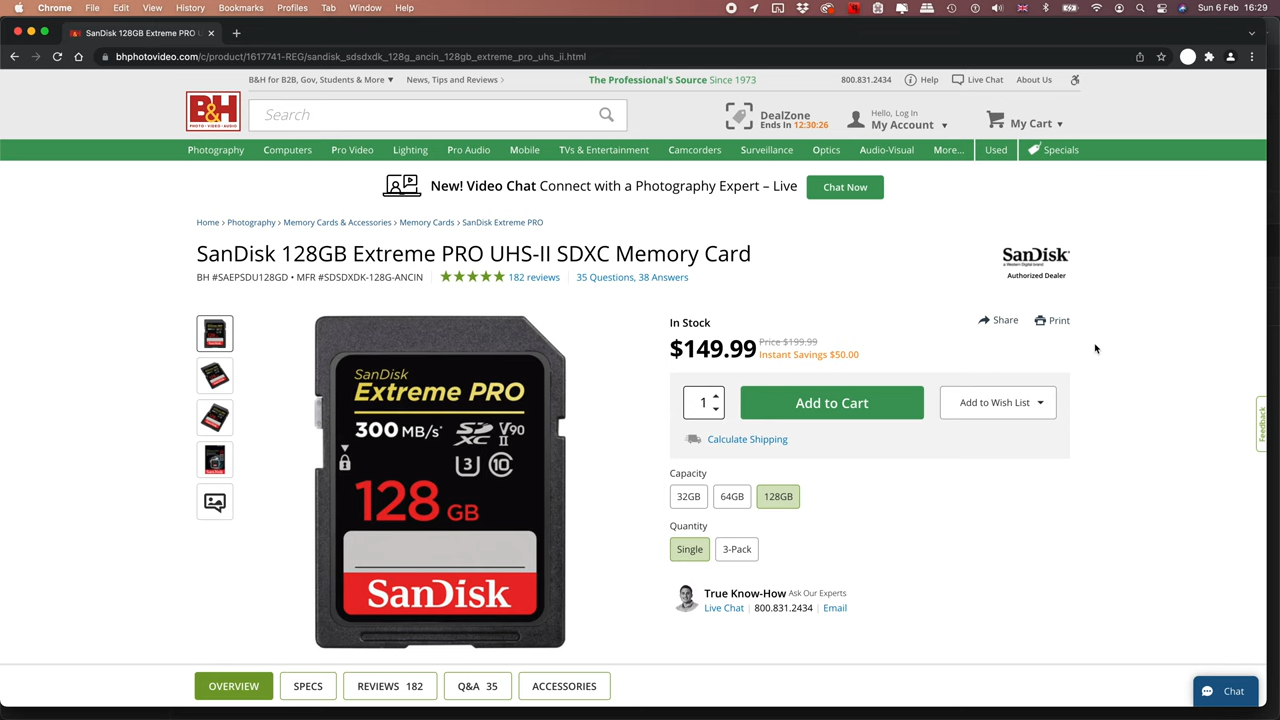 Chrome File Edit View History Bookmarks Profiles Tab Window Help Sun 6 Feb 16:29
SanDisk 128GB Extreme PRO U
bhphotovideo.com/c/product/1617741-REG/sandisk_sdsdxdk_128g_ancin_128gb_extreme_pro_uhs_ii.html
B&H for B2B, Gov, Students & More News, Tips and Reviews The Professional's Source Since 1973 800.831.2434 Help Live Chat About Us
B&H
PHOTO • VIDEO • AUDIO
Search
DealZone
Ends In 12:30:26
Hello, Log In
My Account
My Cart
Photography Computers Pro Video Lighting Pro Audio Mobile TVs & Entertainment Camcorders Surveillance Optics Audio-Visual More... Used Specials
New! Video Chat Connect with a Photography Expert – Live Chat Now
Home > Photography > Memory Cards & Accessories > Memory Cards > SanDisk Extreme PRO
SanDisk 128GB Extreme PRO UHS-II SDXC Memory Card
BH #SAEPSDU128GD • MFR #SDSDXDK-128G-ANCIN 182 reviews 35 Questions, 38 Answers
SanDisk
Authorized Dealer
SanDisk
Extreme PRO
300 MB/s* SDXC II V90
U3 C10
128 GB
SanDisk
In Stock
Share Print
$149.99 Price $199.99
Instant Savings $50.00
1 Add to Cart Add to Wish List
Calculate Shipping
Capacity
32GB 64GB 128GB
Quantity
Single 3-Pack
True Know-How Ask Our Experts
Live Chat 800.831.2434 Email
Feedback
OVERVIEW SPECS REVIEWS 182 Q&A 35 ACCESSORIES
Chat